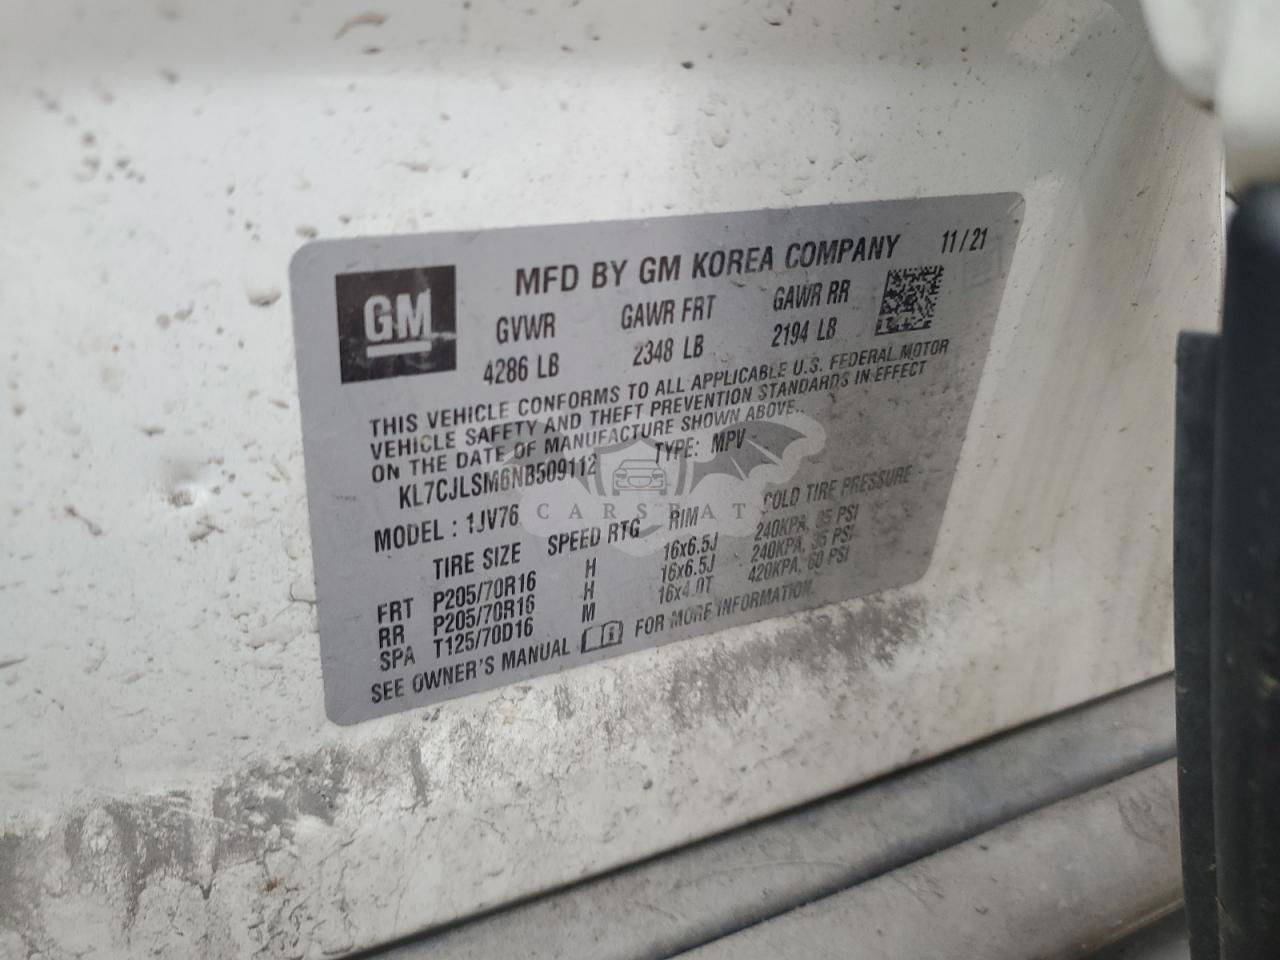 GM
MFD BY GM KOREA COMPANY 11/21
GVWR GAWR FRT GAWR RR
4286 LB 2348 LB 2194 LB
THIS VEHICLE CONFORMS TO ALL APPLICABLE U.S. FEDERAL MOTOR
VEHICLE SAFETY AND THEFT PREVENTION STANDARDS IN EFFECT
ON THE DATE OF MANUFACTURE SHOWN ABOVE.
KL7CJLSM6NB509112 TYPE: MPV
MODEL : 1JV76
TIRE SIZE SPEED RTG RIM COLD TIRE PRESSURE
FRT P205/70R16 H 16x6.5J 240KPA, 35 PSI
RR P205/70R16 H 16x6.5J 240KPA, 35 PSI
SPA T125/70D16 M 16x4.0T 420KPA, 60 PSI
SEE OWNER'S MANUAL FOR MORE INFORMATION.
CARSBAT